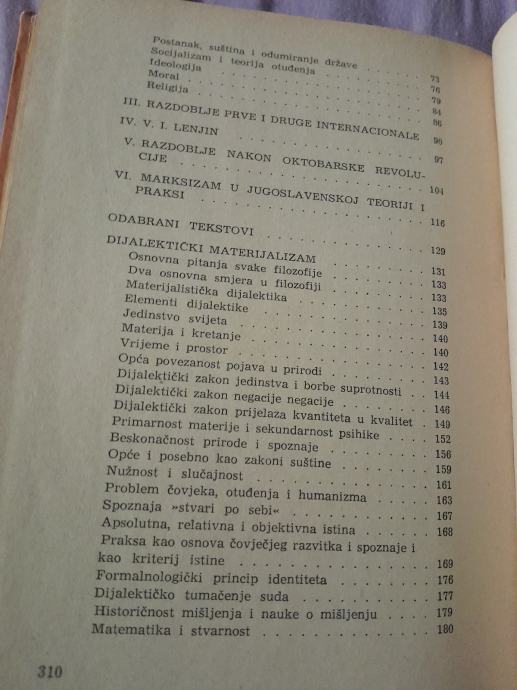 Postanak, suština i odumiranje države . . . . . . 73
Socijalizam i teorija otuđenja . . . . . . . . 76
Ideologija . . . . . . . . . . . . . . . . 79
Moral . . . . . . . . . . . . . . . . . . 84
Religija . . . . . . . . . . . . . . . . . 86
III. RAZDOBLJE PRVE I DRUGE INTERNACIONALE 90
IV. V. I. LENJIN . . . . . . . . . . . . . 97
V. RAZDOBLJE NAKON OKTOBARSKE REVOLU-
CIJE . . . . . . . . . . . . . . . . . 104
VI. MARKSIZAM U JUGOSLAVENSKOJ TEORIJI I
PRAKSI . . . . . . . . . . . . . . . . 116
ODABRANI TEKSTOVI . . . . . . . . . . . 129
DIJALEKTIČKI MATERIJALIZAM . . . . . . . 131
Osnovna pitanja svake filozofije . . . . . . . 133
Dva osnovna smjera u filozofiji . . . . . . . 133
Materijalistička dijalektika . . . . . . . . . 135
Elementi dijalektike . . . . . . . . . . . . 139
Jedinstvo svijeta . . . . . . . . . . . . . 140
Materija i kretanje . . . . . . . . . . . . 140
Vrijeme i prostor . . . . . . . . . . . . . 142
Opća povezanost pojava u prirodi . . . . . . . 143
Dijalektički zakon jedinstva i borbe suprotnosti . . 144
Dijalektički zakon negacije negacije . . . . . . 146
Dijalektički zakon prijelaza kvantiteta u kvalitet . 149
Primarnost materije i sekundarnost psihike . . . . 152
Beskonačnost prirode i spoznaje . . . . . . . 156
Opće i posebno kao zakoni suštine . . . . . . . 159
Nužnost i slučajnost . . . . . . . . . . . . 161
Problem čovjeka, otuđenja i humanizma . . . . . 163
Spoznaja »stvari po sebi« . . . . . . . . . . 167
Apsolutna, relativna i objektivna istina . . . . . 168
Praksa kao osnova čovječjeg razvitka i spoznaje i
kao kriterij istine . . . . . . . . . . . . . 169
Formalnologički princip identiteta . . . . . . . 176
Dijalektičko tumačenje suda . . . . . . . . . 177
Historičnost mišljenja i nauke o mišljenju . . . . 179
Matematika i stvarnost . . . . . . . . . . . 180
310